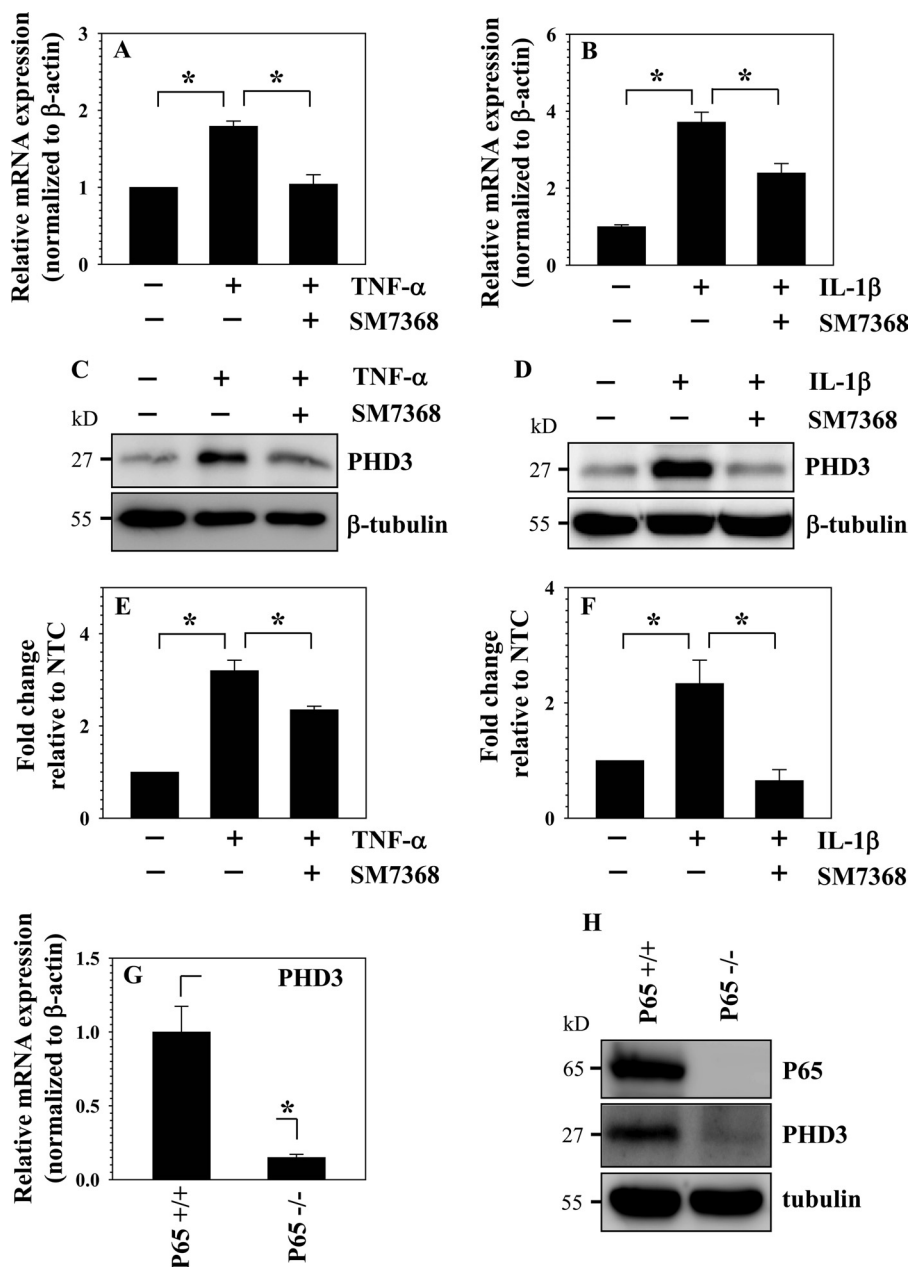 A
Relative mRNA expression
(normalized to β-actin)
3
2
1
0
* *
− + + TNF-α
− − + SM7368
B
Relative mRNA expression
(normalized to β-actin)
6
4
2
0
* *
− + + IL-1β
− − + SM7368
C
− + + TNF-α
− − + SM7368
kD
27 PHD3
55 β-tubulin
D
− + + IL-1β
− − + SM7368
kD
27 PHD3
55 β-tubulin
E
Fold change
relative to NTC
4
2
0
* *
− + + TNF-α
− − + SM7368
F
Fold change
relative to NTC
4
2
0
* *
− + + IL-1β
− − + SM7368
G
PHD3
Relative mRNA expression
(normalized to β-actin)
1.5
1.0
0.5
0.0
*
P65 +/+ P65 -/-
H
P65 +/+ P65 -/-
kD
65 P65
27 PHD3
55 tubulin